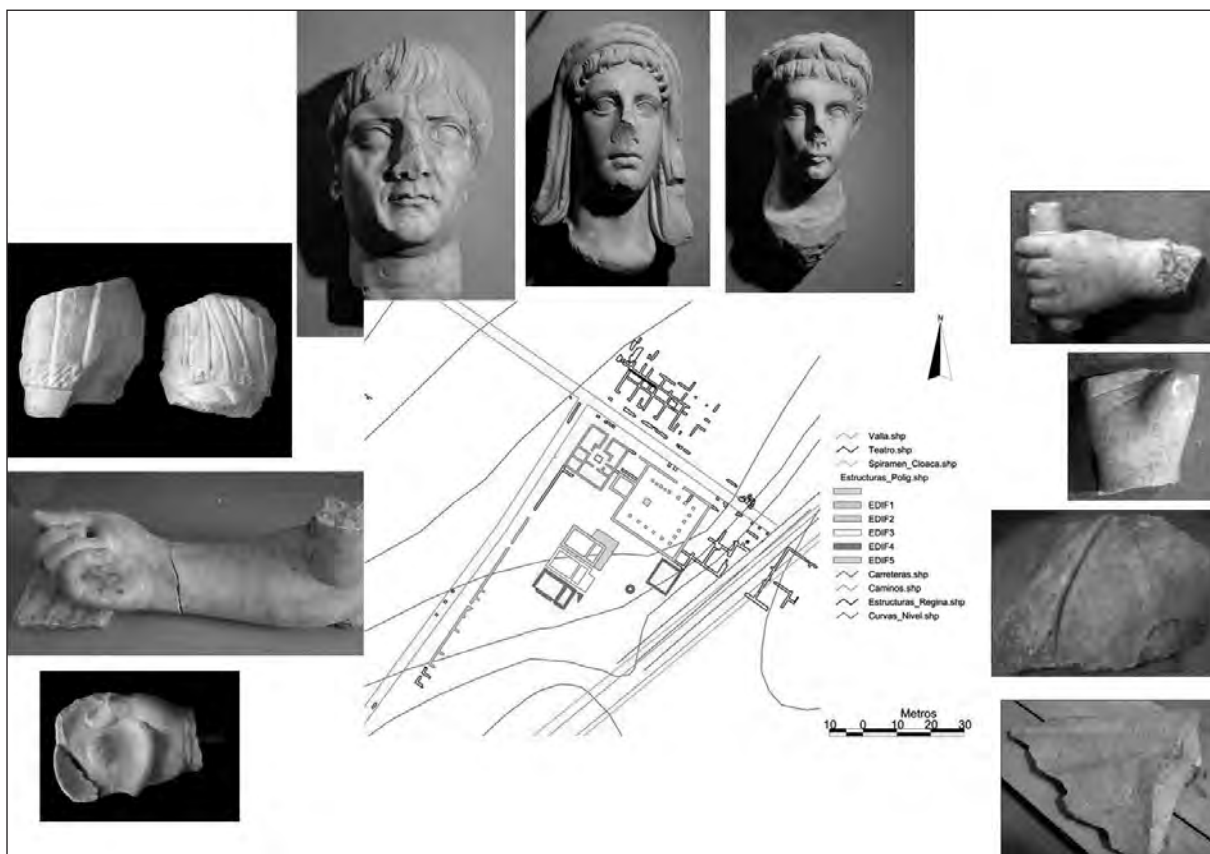 N
Valla.shp
Teatro.shp
Spiramen_Cloaca.shp
Estructuras_Polig.shp
EDIF1
EDIF2
EDIF3
EDIF4
EDIF5
Carreteras.shp
Caminos.shp
Estructuras_Regina.shp
Curvas_Nivel.shp
Metros
10 0 10 20 30